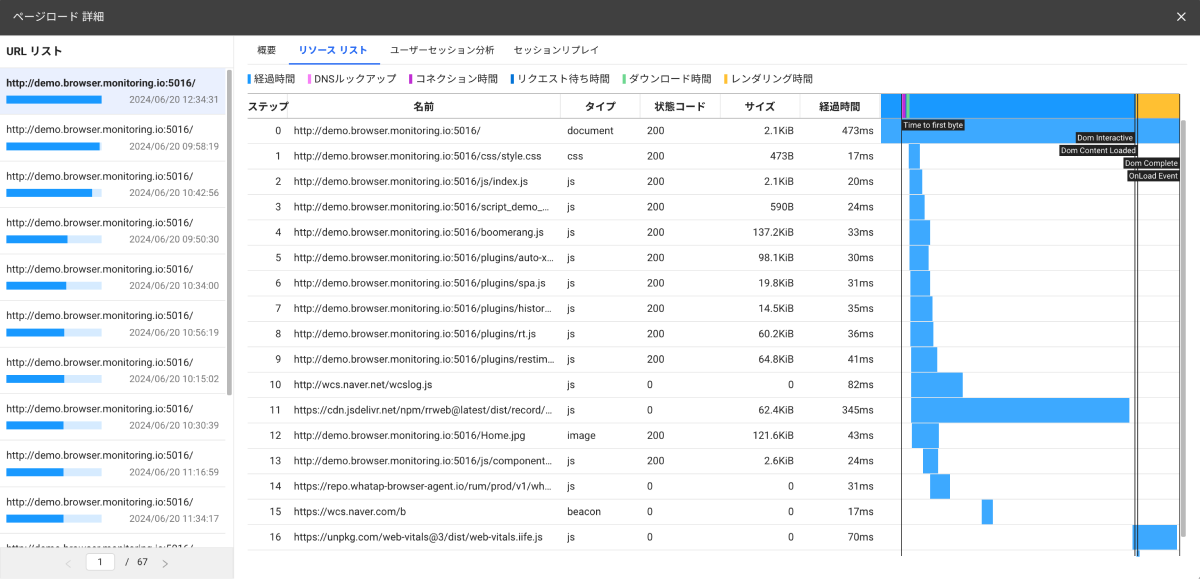 ページロード 詳細
URL リスト
http://demo.browser.monitoring.io:5016/
2024/06/20 12:34:31
http://demo.browser.monitoring.io:5016/
2024/06/20 09:58:19
http://demo.browser.monitoring.io:5016/
2024/06/20 10:42:56
http://demo.browser.monitoring.io:5016/
2024/06/20 09:50:30
http://demo.browser.monitoring.io:5016/
2024/06/20 10:34:00
http://demo.browser.monitoring.io:5016/
2024/06/20 10:56:19
http://demo.browser.monitoring.io:5016/
2024/06/20 10:15:02
http://demo.browser.monitoring.io:5016/
2024/06/20 10:30:39
http://demo.browser.monitoring.io:5016/
2024/06/20 11:16:59
http://demo.browser.monitoring.io:5016/
2024/06/20 11:34:17
1 / 67
概要 リソース リスト ユーザーセッション分析 セッションリプレイ
経過時間 DNSルックアップ コネクション時間 リクエスト待ち時間 ダウンロード時間 レンダリング時間
ステップ 名前 タイプ 状態コード サイズ 経過時間
0 http://demo.browser.monitoring.io:5016/ document 200 2.1KiB 473ms
1 http://demo.browser.monitoring.io:5016/css/style.css css 200 473B 17ms
2 http://demo.browser.monitoring.io:5016/js/index.js js 200 2.1KiB 20ms
3 http://demo.browser.monitoring.io:5016/script_demo_... js 200 590B 24ms
4 http://demo.browser.monitoring.io:5016/boomerang.js js 200 137.2KiB 33ms
5 http://demo.browser.monitoring.io:5016/plugins/auto-x... js 200 98.1KiB 30ms
6 http://demo.browser.monitoring.io:5016/plugins/spa.js js 200 19.8KiB 31ms
7 http://demo.browser.monitoring.io:5016/plugins/histor... js 200 14.5KiB 35ms
8 http://demo.browser.monitoring.io:5016/plugins/rt.js js 200 60.2KiB 36ms
9 http://demo.browser.monitoring.io:5016/plugins/restim... js 200 64.8KiB 41ms
10 http://wcs.naver.net/wcslog.js js 0 0 82ms
11 https://cdn.jsdelivr.net/npm/rrweb@latest/dist/record/... js 0 62.4KiB 345ms
12 http://demo.browser.monitoring.io:5016/Home.jpg image 200 121.6KiB 43ms
13 http://demo.browser.monitoring.io:5016/js/component... js 200 2.6KiB 24ms
14 https://repo.whatap-browser-agent.io/rum/prod/v1/wh... js 0 0 31ms
15 https://wcs.naver.com/b beacon 0 0 17ms
16 https://unpkg.com/web-vitals@3/dist/web-vitals.iife.js js 0 0 70ms
Time to first byte
Dom Interactive
Dom Content Loaded
Dom Complete
OnLoad Event